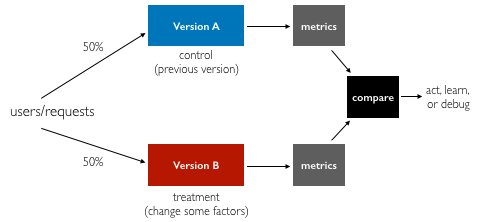 Version A
metrics
50%
control
(previous version)
users/requests
compare
act, learn,
or debug
50%
Version B
metrics
treatment
(change some factors)